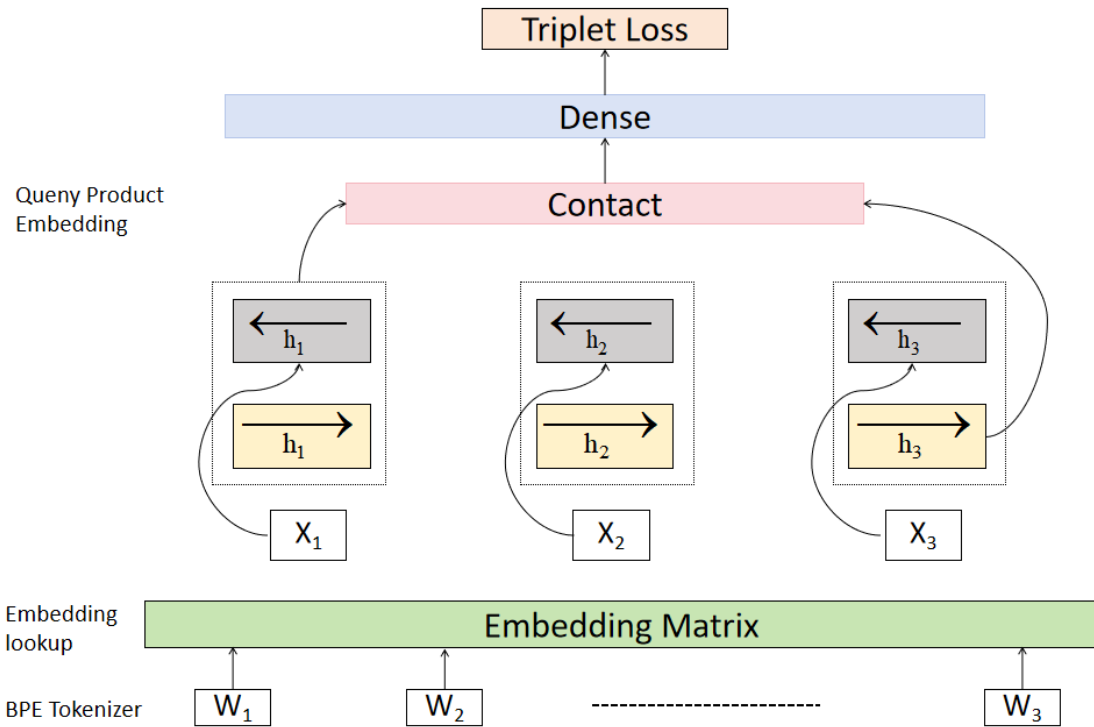 Triplet Loss
Dense
Queny Product
Embedding
Contact
h₁
h₂
h₃
h₁
h₂
h₃
X₁
X₂
X₃
Embedding
lookup
Embedding Matrix
BPE Tokenizer
W₁
W₂
W₃